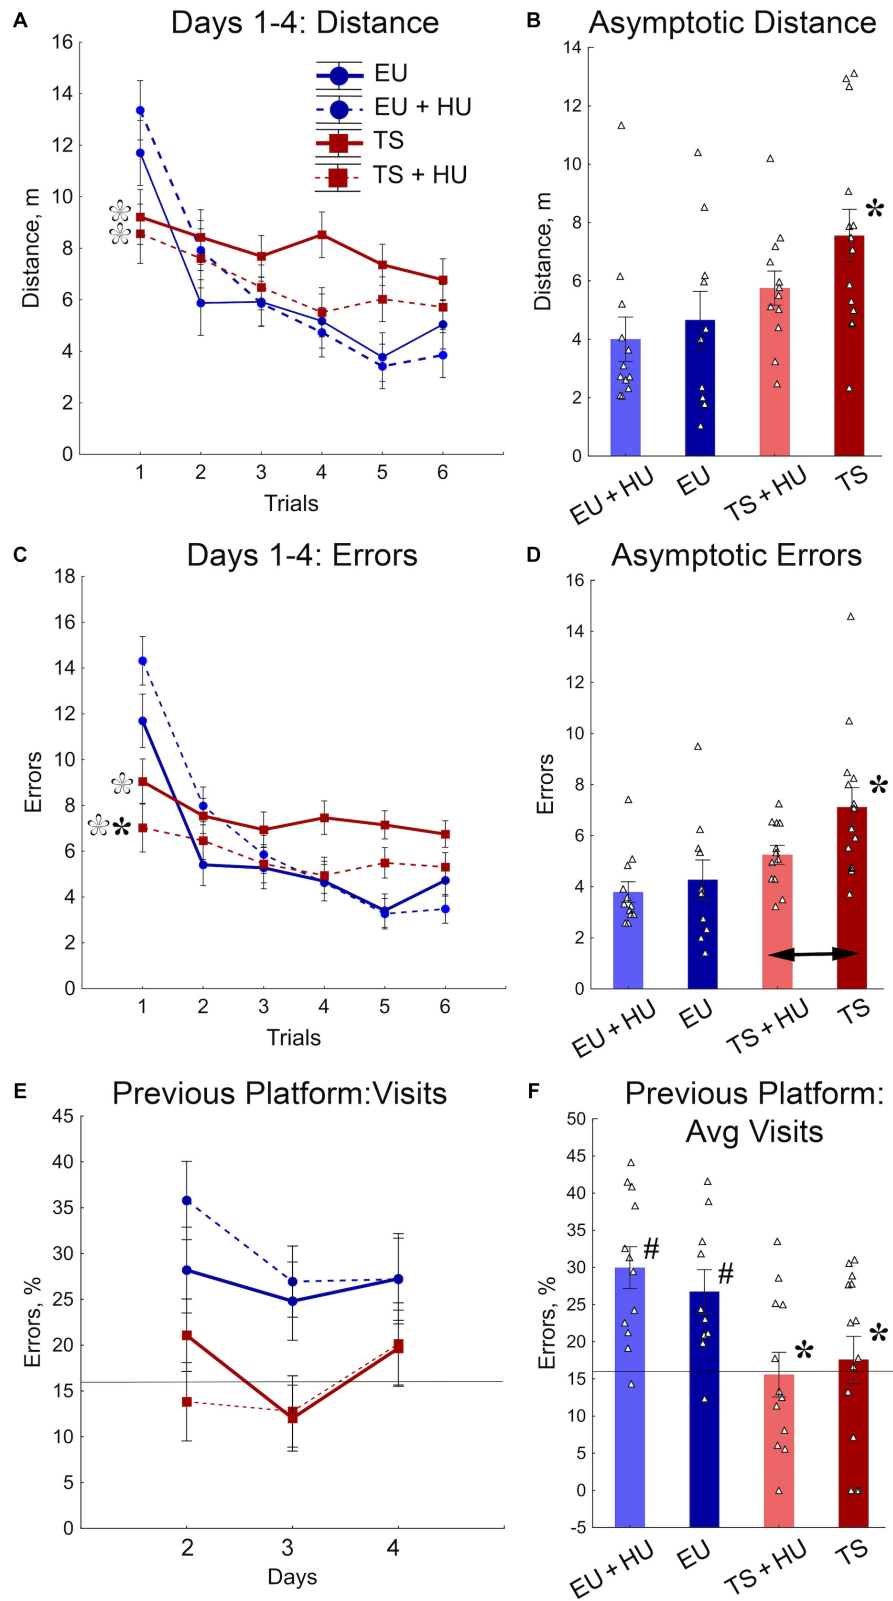 A
Days 1-4: Distance
16
14
12
10
8
6
4
2
0
Distance, m
EU
EU + HU
TS
TS + HU
1 2 3 4 5 6
Trials
B
Asymptotic Distance
14
12
10
8
6
4
2
0
Distance, m
*
EU + HU
EU
TS + HU
TS
C
Days 1-4: Errors
18
16
14
12
10
8
6
4
2
0
Errors
*
1 2 3 4 5 6
Trials
D
Asymptotic Errors
16
14
12
10
8
6
4
2
0
Errors
*
EU + HU
EU
TS + HU
TS
E
Previous Platform:Visits
45
40
35
30
25
20
15
10
5
0
Errors, %
2 3 4
Days
F
Previous Platform:
Avg Visits
50
45
40
35
30
25
20
15
10
5
0
-5
Errors, %
#
#
*
*
EU + HU
EU
TS + HU
TS